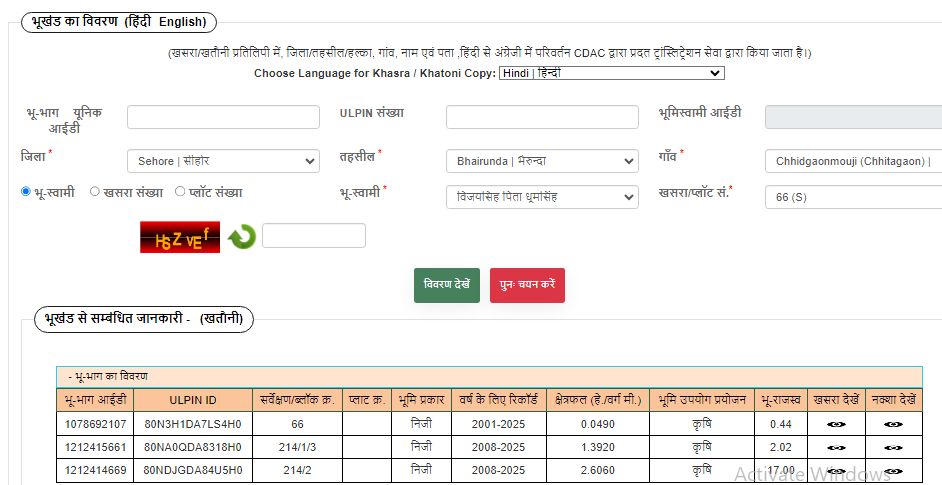 भूखंड का विवरण (हिंदी English)
(खसरा/खतौनी प्रतिलिपी में, जिला/तहसील/हल्का, गांव, नाम एवं पता ,हिंदी से अंग्रेजी में परिवर्तन CDAC द्वारा प्रदत ट्रांस्लिट्रेशन सेवा द्वारा किया जाता है।)
Choose Language for Khasra / Khatoni Copy: Hindi | हिन्दी
भू-भाग यूनिक आईडी ULPIN संख्या भूमिस्वामी आईडी
जिला * Sehore | सीहोर तहसील * Bhairunda | भैरुन्दा गाँव * Chhidgaonmouji (Chhitagaon) |
भू-स्वामी खसरा संख्या प्लॉट संख्या भू-स्वामी * विजयसिह पिता धूमसिंह खसरा/प्लॉट सं.* 66 (S)
HSZVEf
विवरण देखें पुनः चयन करें
भूखंड से सम्बंधित जानकारी - (खतौनी)
- भू-भाग का विवरण
भू-भाग आईडी ULPIN ID सर्वेक्षण/ब्लॉक क्र. प्लाट क्र. भूमि प्रकार वर्ष के लिए रिकॉर्ड क्षेत्रफल (हे./वर्ग मी.) भूमि उपयोग प्रयोजन भू-राजस्व खसरा देखें नक्शा देखें
1078692107 80N3H1DA7LS4H0 66 निजी 2001-2025 0.0490 कृषि 0.44
1212415661 80NA0QDA8318H0 214/1/3 निजी 2008-2025 1.3920 कृषि 2.02
1212414669 80NDJGDA84U5H0 214/2 निजी 2008-2025 2.6060 कृषि 17.00
Activate Windows